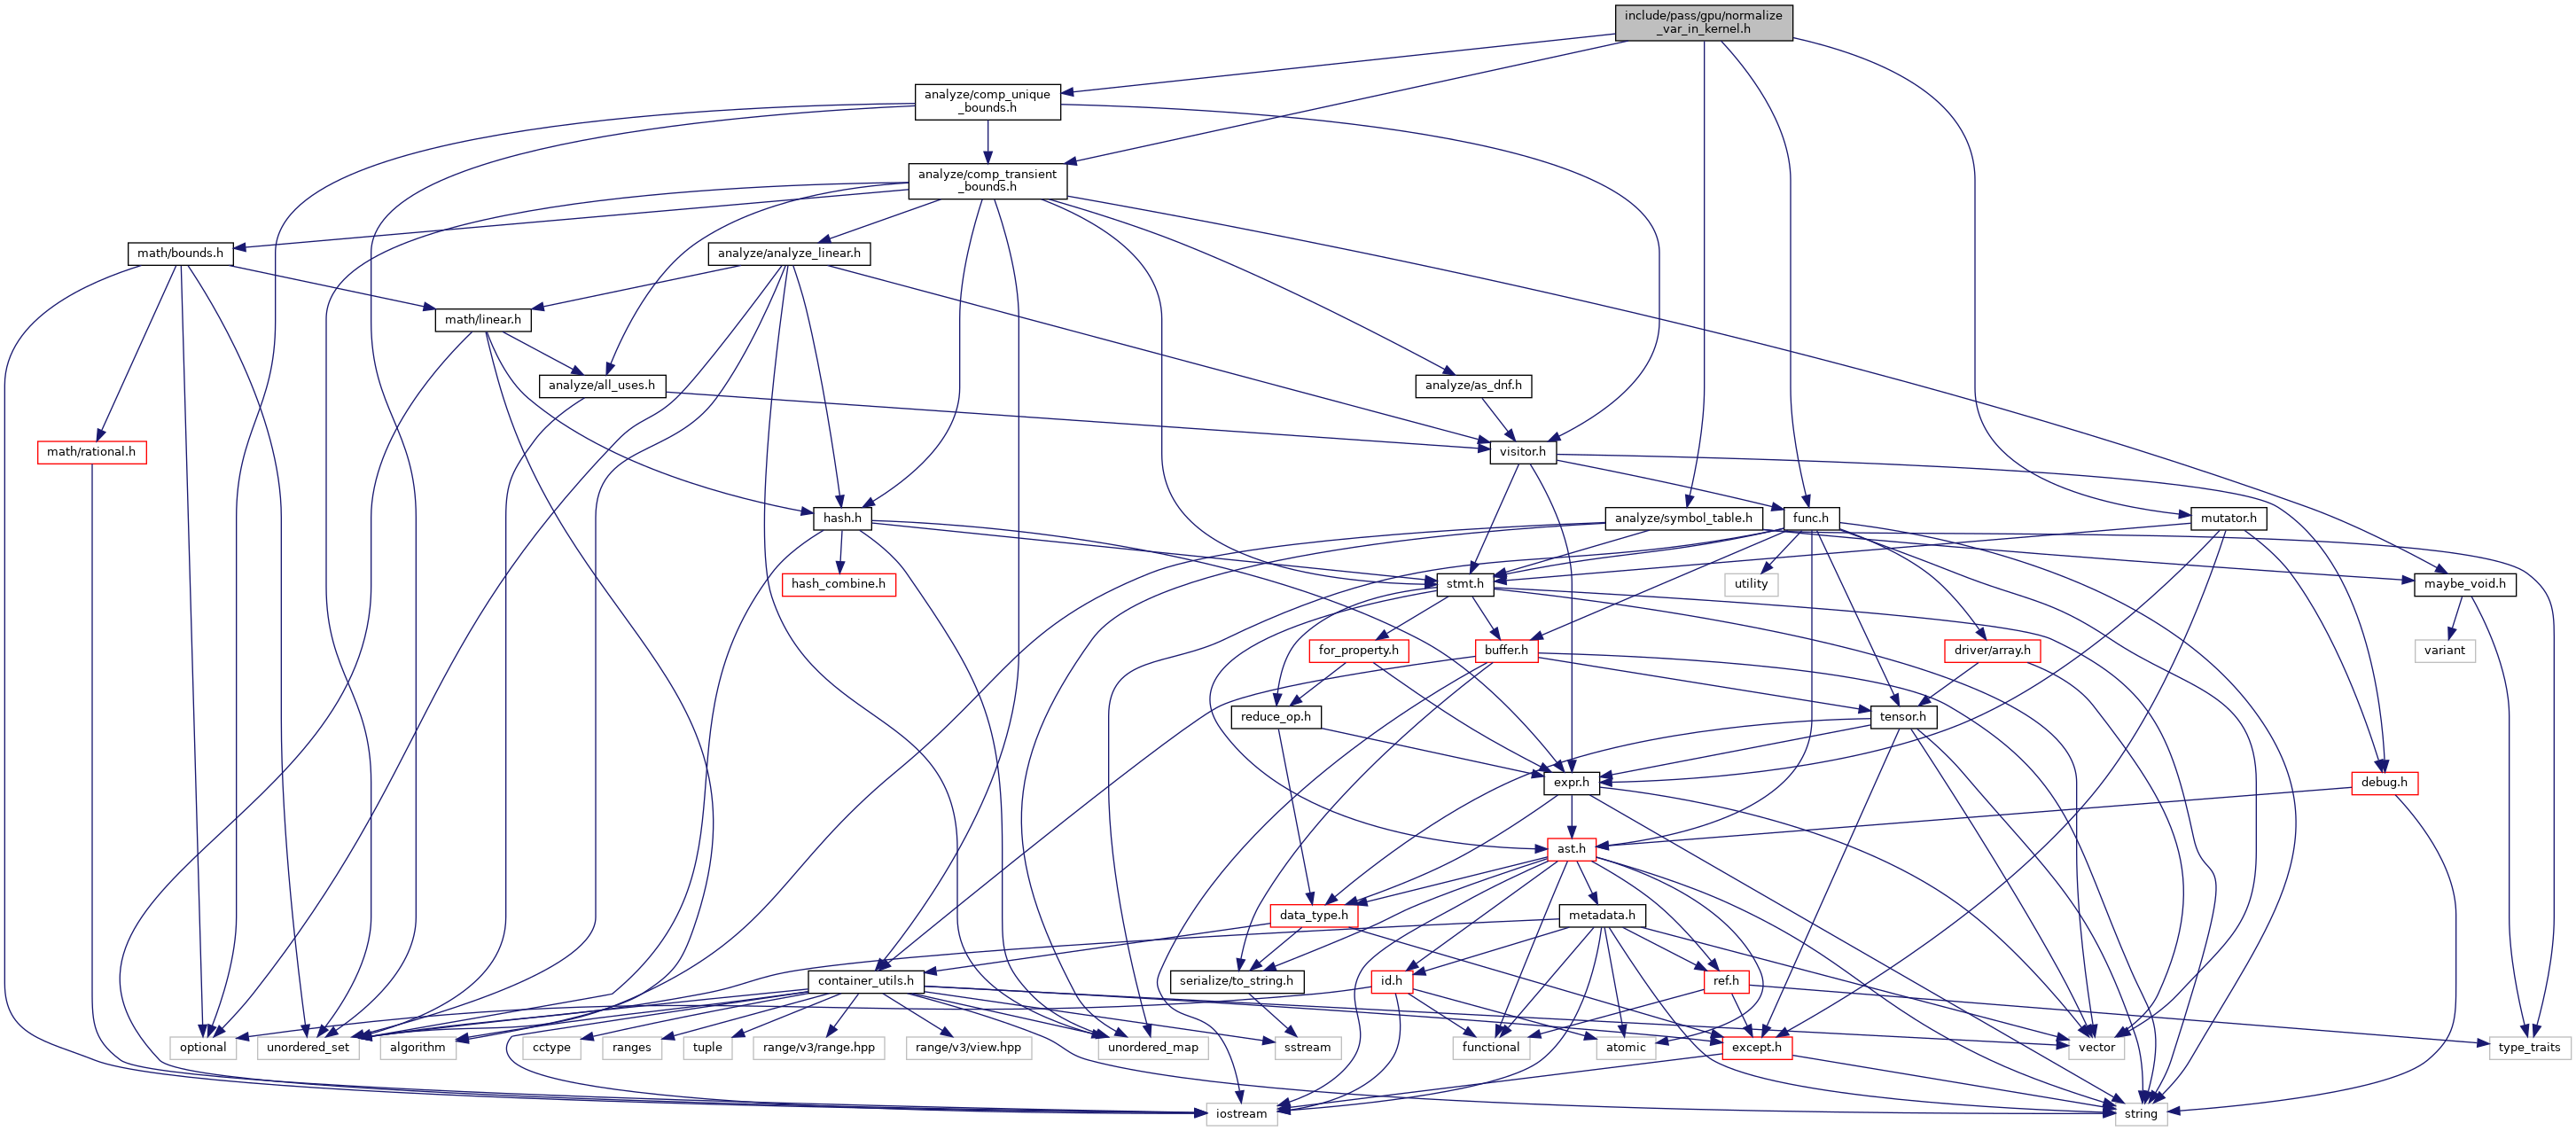 include/pass/gpu/normalize
_var_in_kernel.h
analyze/comp_unique
_bounds.h
analyze/comp_transient
_bounds.h
math/bounds.h
analyze/analyze_linear.h
math/linear.h
analyze/all_uses.h
analyze/as_dnf.h
math/rational.h
visitor.h
hash.h
analyze/symbol_table.h
func.h
mutator.h
hash_combine.h
stmt.h
utility
maybe_void.h
for_property.h
buffer.h
driver/array.h
variant
reduce_op.h
tensor.h
expr.h
debug.h
ast.h
data_type.h
metadata.h
container_utils.h
serialize/to_string.h
id.h
ref.h
optional
unordered_set
algorithm
cctype
ranges
tuple
range/v3/range.hpp
range/v3/view.hpp
unordered_map
sstream
functional
atomic
except.h
vector
type_traits
iostream
string